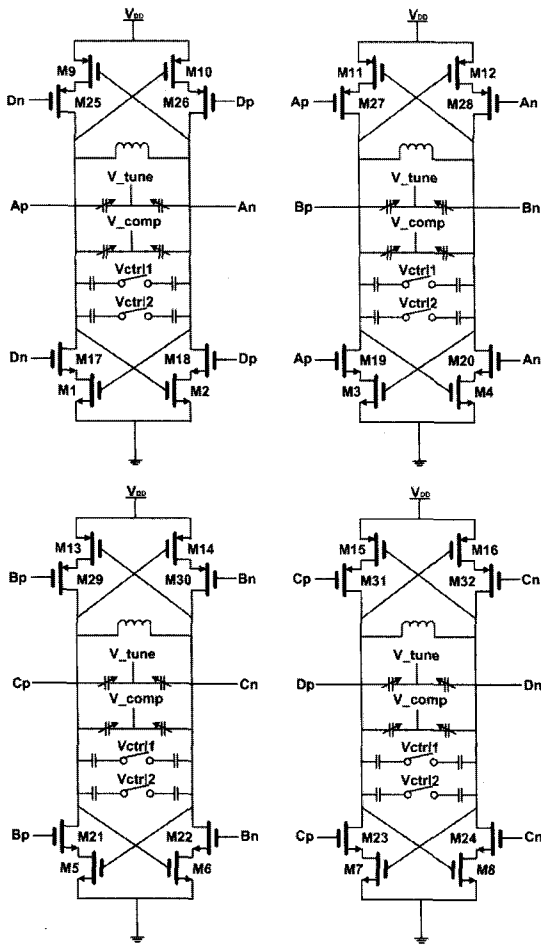 VDD VDD
M9 M10 M11 M12
Dn M25 M26 Dp Ap M27 M28 An
V_tune V_tune
Ap An Bp Bn
V_comp V_comp
Vctrl1 Vctrl1
Vctrl2 Vctrl2
Dn M17 M18 Dp Ap M19 M20 An
M1 M2 M3 M4
VDD VDD
M13 M14 M15 M16
Bp M29 M30 Bn Cp M31 M32 Cn
V_tune V_tune
Cp Cn Dp Dn
V_comp V_comp
Vctrl1 Vctrl1
Vctrl2 Vctrl2
Bp M21 M22 Bn Cp M23 M24 Cn
M5 M6 M7 M8